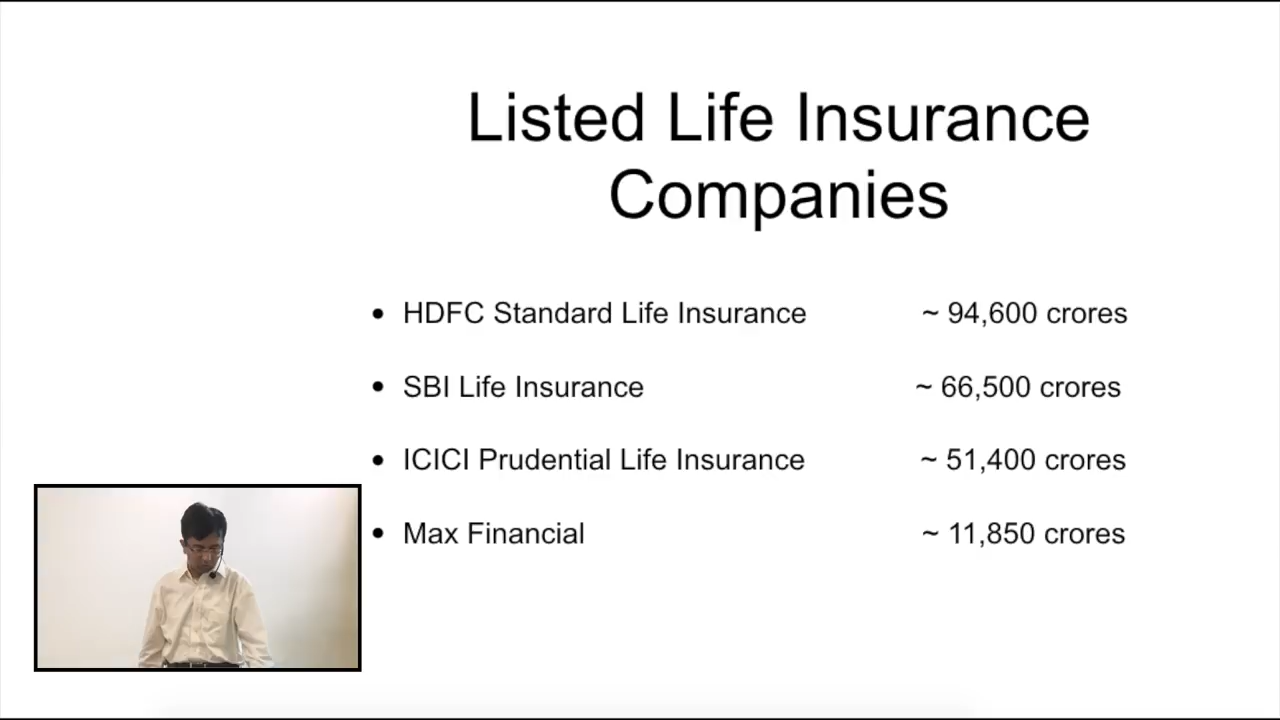 Listed Life Insurance
Companies
• HDFC Standard Life Insurance ~ 94,600 crores
• SBI Life Insurance ~ 66,500 crores
• ICICI Prudential Life Insurance ~ 51,400 crores
• Max Financial ~ 11,850 crores